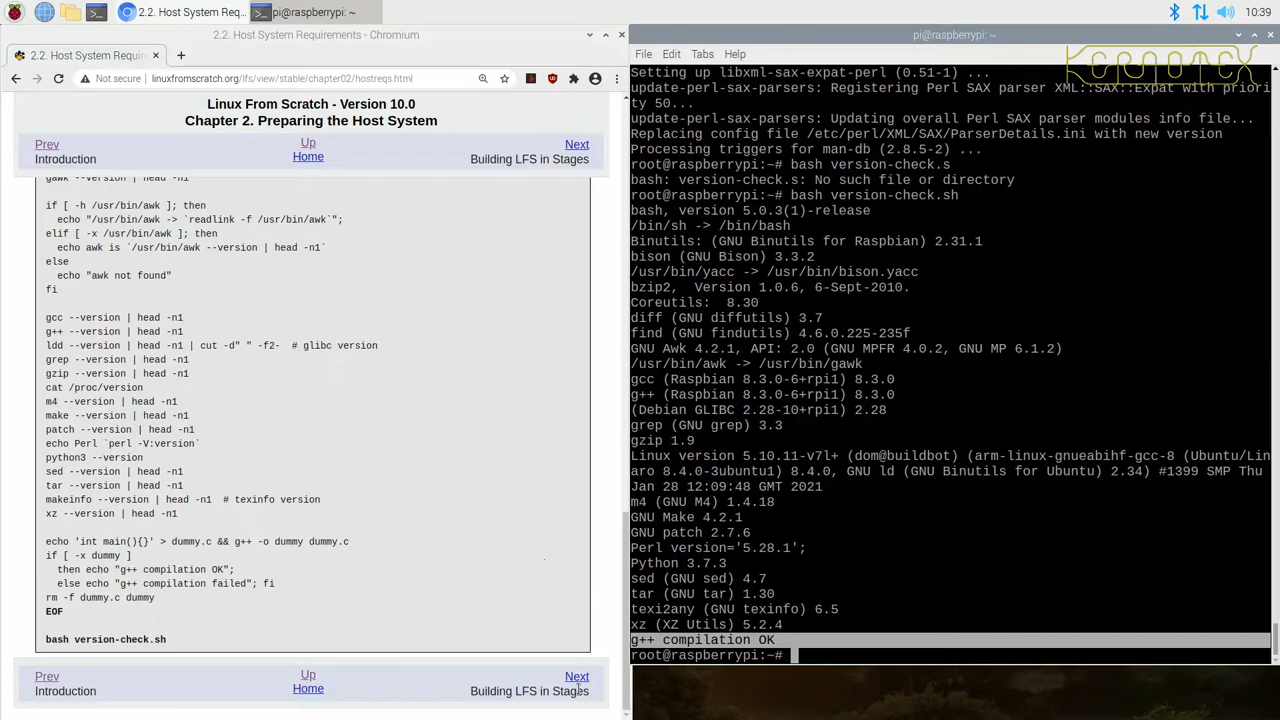 2.2. Host System Req...
pi@raspberrypi: ~
10:39
2.2. Host System Requirements - Chromium
2.2. Host System Requirem
Not secure | linuxfromscratch.org/lfs/view/stable/chapter02/hostreqs.html
Linux From Scratch - Version 10.0
Chapter 2. Preparing the Host System
Prev Up Next
Introduction Home Building LFS in Stages
gawk --version | head -n1
if [ -h /usr/bin/awk ]; then
echo "/usr/bin/awk -> `readlink -f /usr/bin/awk`";
elif [ -x /usr/bin/awk ]; then
echo awk is `/usr/bin/awk --version | head -n1`
else
echo "awk not found"
fi
gcc --version | head -n1
g++ --version | head -n1
ldd --version | head -n1 | cut -d" " -f2- # glibc version
grep --version | head -n1
gzip --version | head -n1
cat /proc/version
m4 --version | head -n1
make --version | head -n1
patch --version | head -n1
echo Perl `perl -V:version`
python3 --version
sed --version | head -n1
tar --version | head -n1
makeinfo --version | head -n1 # texinfo version
xz --version | head -n1
echo 'int main(){}' > dummy.c && g++ -o dummy dummy.c
if [ -x dummy ]
then echo "g++ compilation OK";
else echo "g++ compilation failed"; fi
rm -f dummy.c dummy
EOF
bash version-check.sh
Prev Up Next
Introduction Home Building LFS in Stages
pi@raspberrypi: ~
File Edit Tabs Help
Setting up libxml-sax-expat-perl (0.51-1) ...
update-perl-sax-parsers: Registering Perl SAX parser XML::SAX::Expat with priori
ty 50...
update-perl-sax-parsers: Updating overall Perl SAX parser modules info file...
Replacing config file /etc/perl/XML/SAX/ParserDetails.ini with new version
Processing triggers for man-db (2.8.5-2) ...
root@raspberrypi:~# bash version-check.s
bash: version-check.s: No such file or directory
root@raspberrypi:~# bash version-check.sh
bash, version 5.0.3(1)-release
/bin/sh -> /bin/bash
Binutils: (GNU Binutils for Raspbian) 2.31.1
bison (GNU Bison) 3.3.2
/usr/bin/yacc -> /usr/bin/bison.yacc
bzip2,  Version 1.0.6, 6-Sept-2010.
Coreutils:  8.30
diff (GNU diffutils) 3.7
find (GNU findutils) 4.6.0.225-235f
GNU Awk 4.2.1, API: 2.0 (GNU MPFR 4.0.2, GNU MP 6.1.2)
/usr/bin/awk -> /usr/bin/gawk
gcc (Raspbian 8.3.0-6+rpi1) 8.3.0
g++ (Raspbian 8.3.0-6+rpi1) 8.3.0
(Debian GLIBC 2.28-10+rpi1) 2.28
grep (GNU grep) 3.3
gzip 1.9
Linux version 5.10.11-v7l+ (dom@buildbot) (arm-linux-gnueabihf-gcc-8 (Ubuntu/Lin
aro 8.4.0-3ubuntu1) 8.4.0, GNU ld (GNU Binutils for Ubuntu) 2.34) #1399 SMP Thu
Jan 28 12:09:48 GMT 2021
m4 (GNU M4) 1.4.18
GNU Make 4.2.1
GNU patch 2.7.6
Perl version='5.28.1';
Python 3.7.3
sed (GNU sed) 4.7
tar (GNU tar) 1.30
texi2any (GNU texinfo) 6.5
xz (XZ Utils) 5.2.4
g++ compilation OK
root@raspberrypi:~#